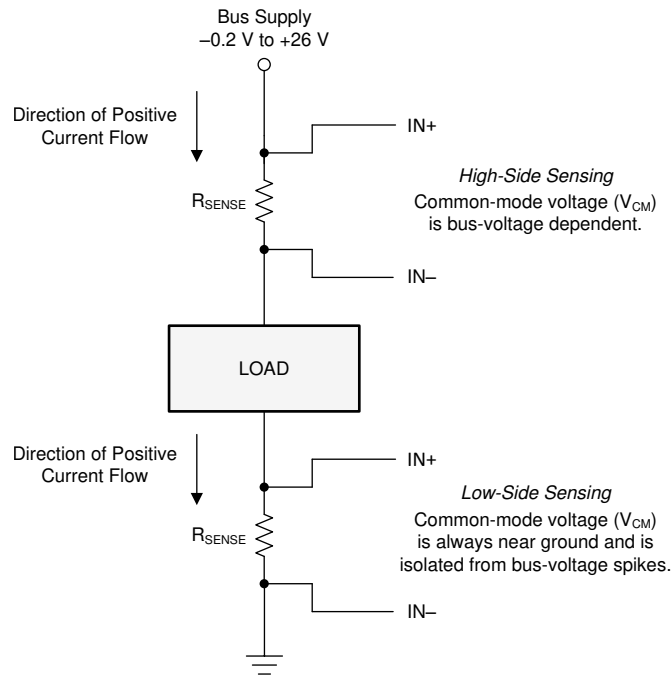 Bus Supply
–0.2 V to +26 V
Direction of Positive
Current Flow
IN+
RSENSE
High-Side Sensing
Common-mode voltage (VCM)
is bus-voltage dependent.
IN–
LOAD
Direction of Positive
Current Flow
IN+
RSENSE
Low-Side Sensing
Common-mode voltage (VCM)
is always near ground and is
isolated from bus-voltage spikes.
IN–